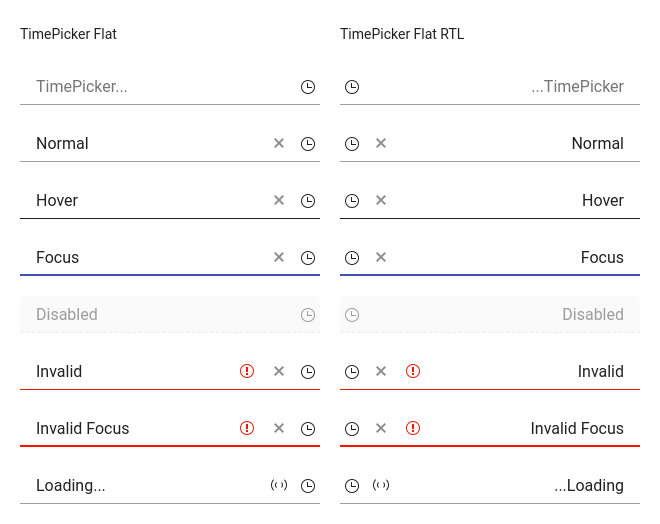 TimePicker Flat
TimePicker...
Normal
Hover
Focus
Disabled
Invalid
Invalid Focus
Loading...
TimePicker Flat RTL
...TimePicker
Normal
Hover
Focus
Disabled
Invalid
Invalid Focus
...Loading